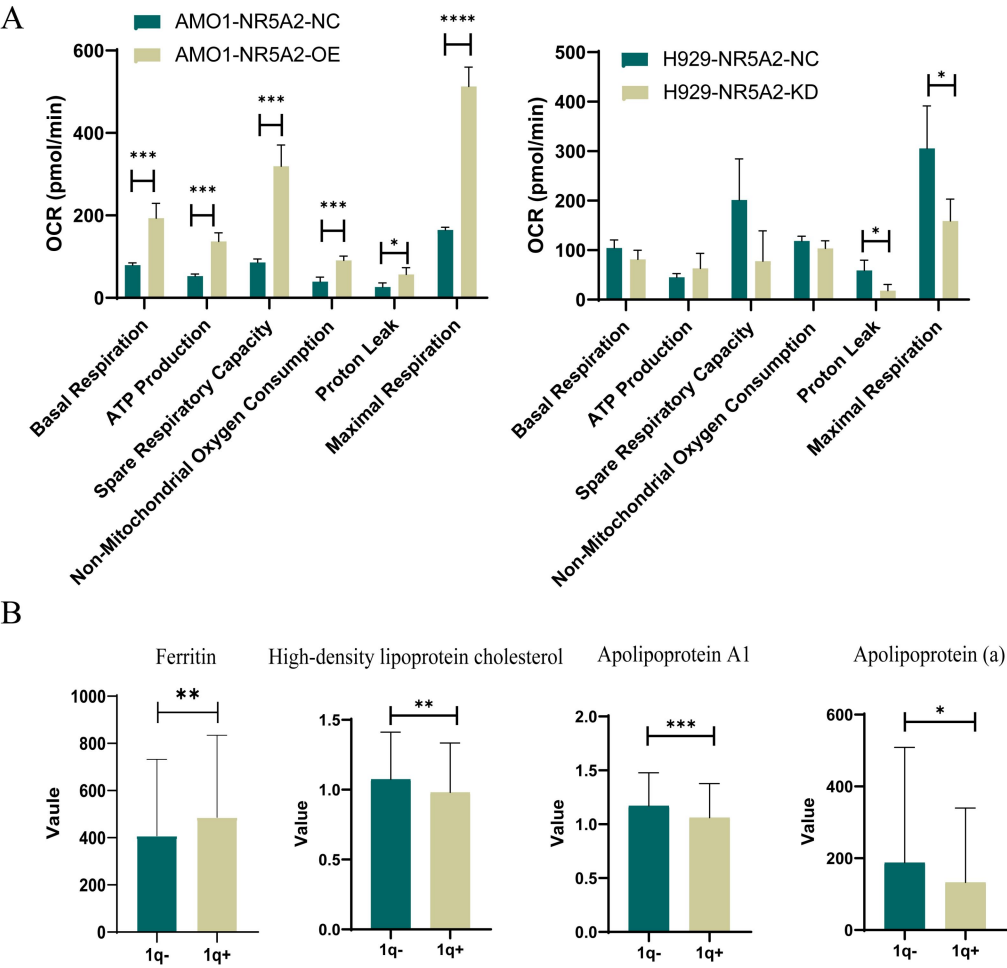 A
AMO1-NR5A2-NC
AMO1-NR5A2-OE
OCR (pmol/min)
600
400
200
0
***
***
***
***
*
****
Basal Respiration
ATP Production
Spare Respiratory Capacity
Non-Mitochondrial Oxygen Consumption
Proton Leak
Maximal Respiration
H929-NR5A2-NC
H929-NR5A2-KD
OCR (pmol/min)
500
400
300
200
100
0
*
*
Basal Respiration
ATP Production
Spare Respiratory Capacity
Non-Mitochondrial Oxygen Consumption
Proton Leak
Maximal Respiration
B
Ferritin
Vaule
1000
800
600
400
200
0
**
1q-
1q+
High-density lipoprotein cholesterol
Value
1.5
1.0
0.5
0.0
**
1q-
1q+
Apolipoprotein A1
Value
2.0
1.5
1.0
0.5
0.0
***
1q-
1q+
Apolipoprotein (a)
Value
600
400
200
0
*
1q-
1q+